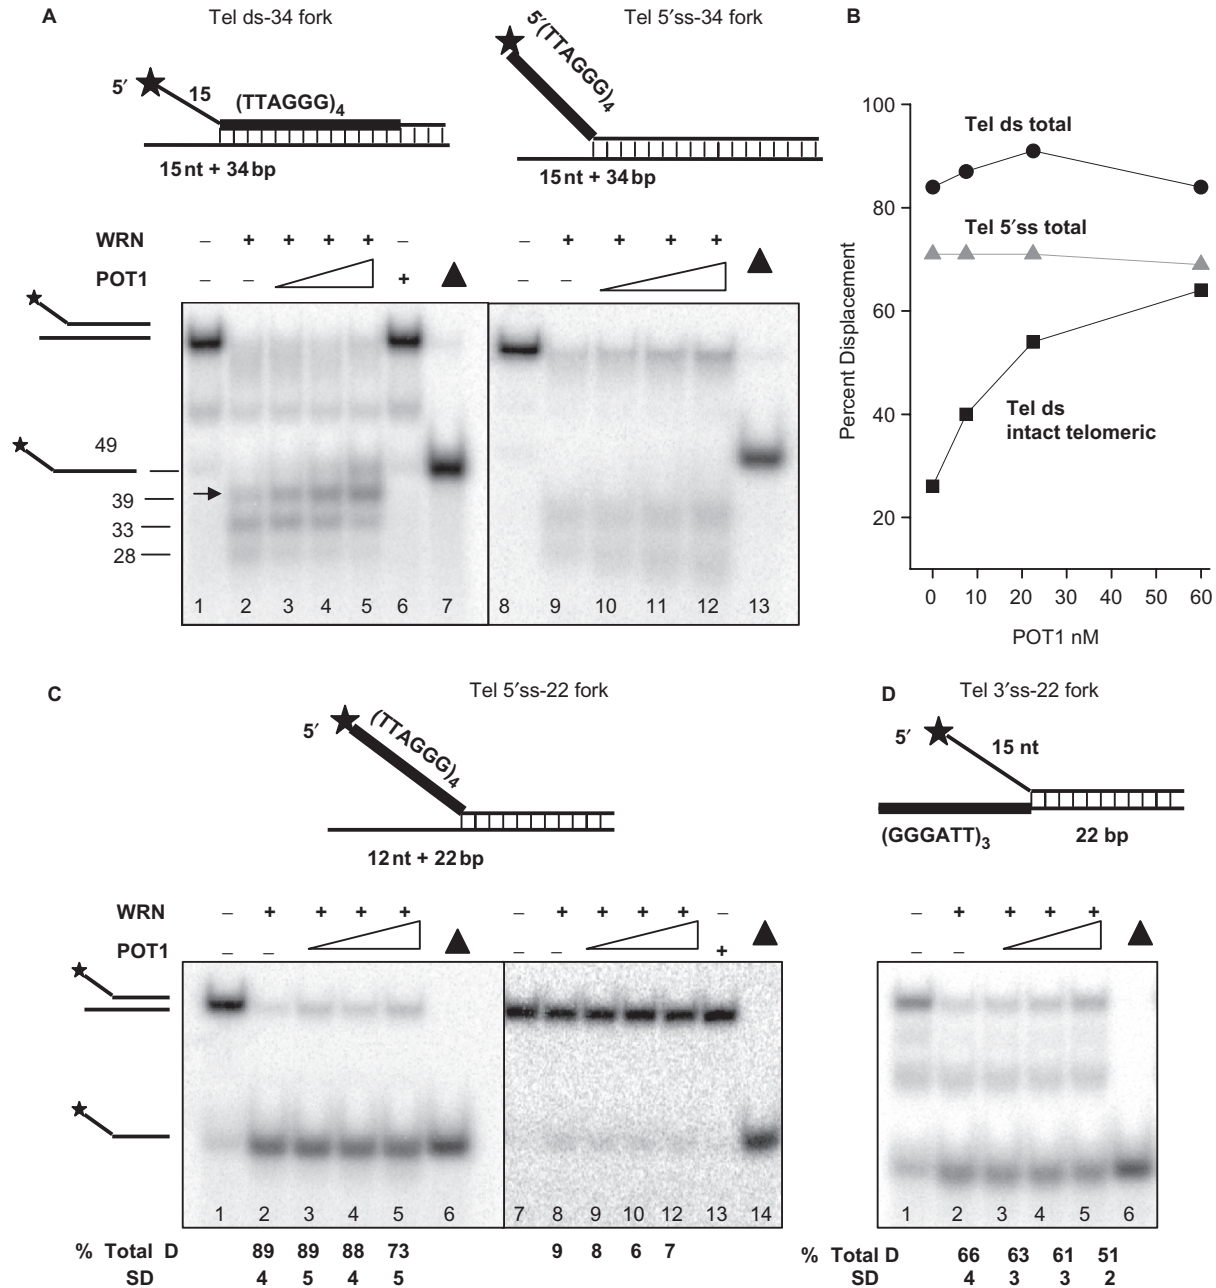 A
Tel ds-34 fork
Tel 5′ss-34 fork
5′
15
(TTAGGG)4
15 nt + 34 bp
5′(TTAGGG)4
15 nt + 34 bp
WRN – + + + + – – + + + +
POT1 – – + – –
49
39
33
28
1 2 3 4 5 6 7 8 9 10 11 12 13
B
Percent Displacement
100
80
60
40
20
Tel ds total
Tel 5′ss total
Tel ds
intact telomeric
0 10 20 30 40 50 60
POT1 nM
C
Tel 5′ss-22 fork
5′
(TTAGGG)4
12 nt + 22 bp
WRN – + + + + – + + + + –
POT1 – – – – +
1 2 3 4 5 6 7 8 9 10 12 13 14
% Total D 89 89 88 73 9 8 6 7
SD 4 5 4 5
D
Tel 3′ss-22 fork
5′
15 nt
(GGGATT)3
22 bp
– + + + +
– –
1 2 3 4 5 6
% Total D 66 63 61 51
SD 4 3 3 2